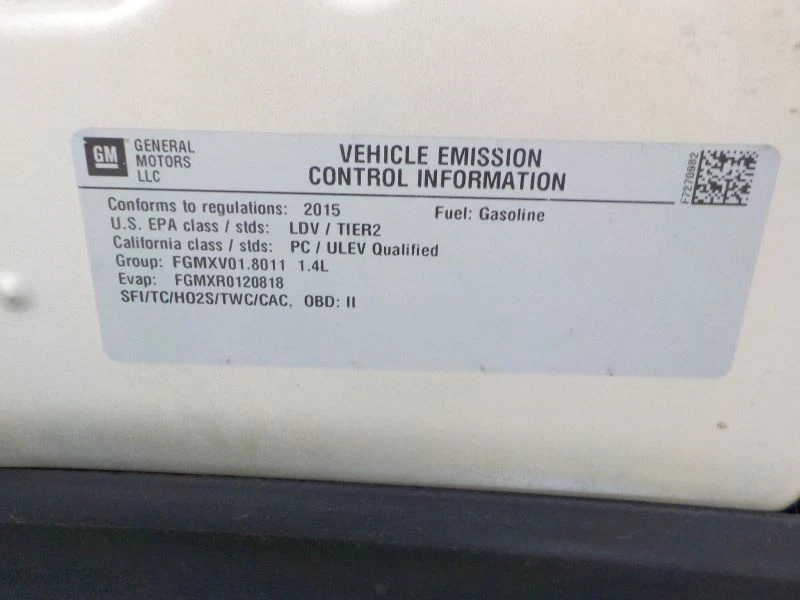 GM
GENERAL
MOTORS
LLC
VEHICLE EMISSION
CONTROL INFORMATION
F7270982
Conforms to regulations: 2015 Fuel: Gasoline
U.S. EPA class / stds: LDV / TIER2
California class / stds: PC / ULEV Qualified
Group: FGMXV01.8011 1.4L
Evap: FGMXR0120818
SFI/TC/HO2S/TWC/CAC, OBD: II